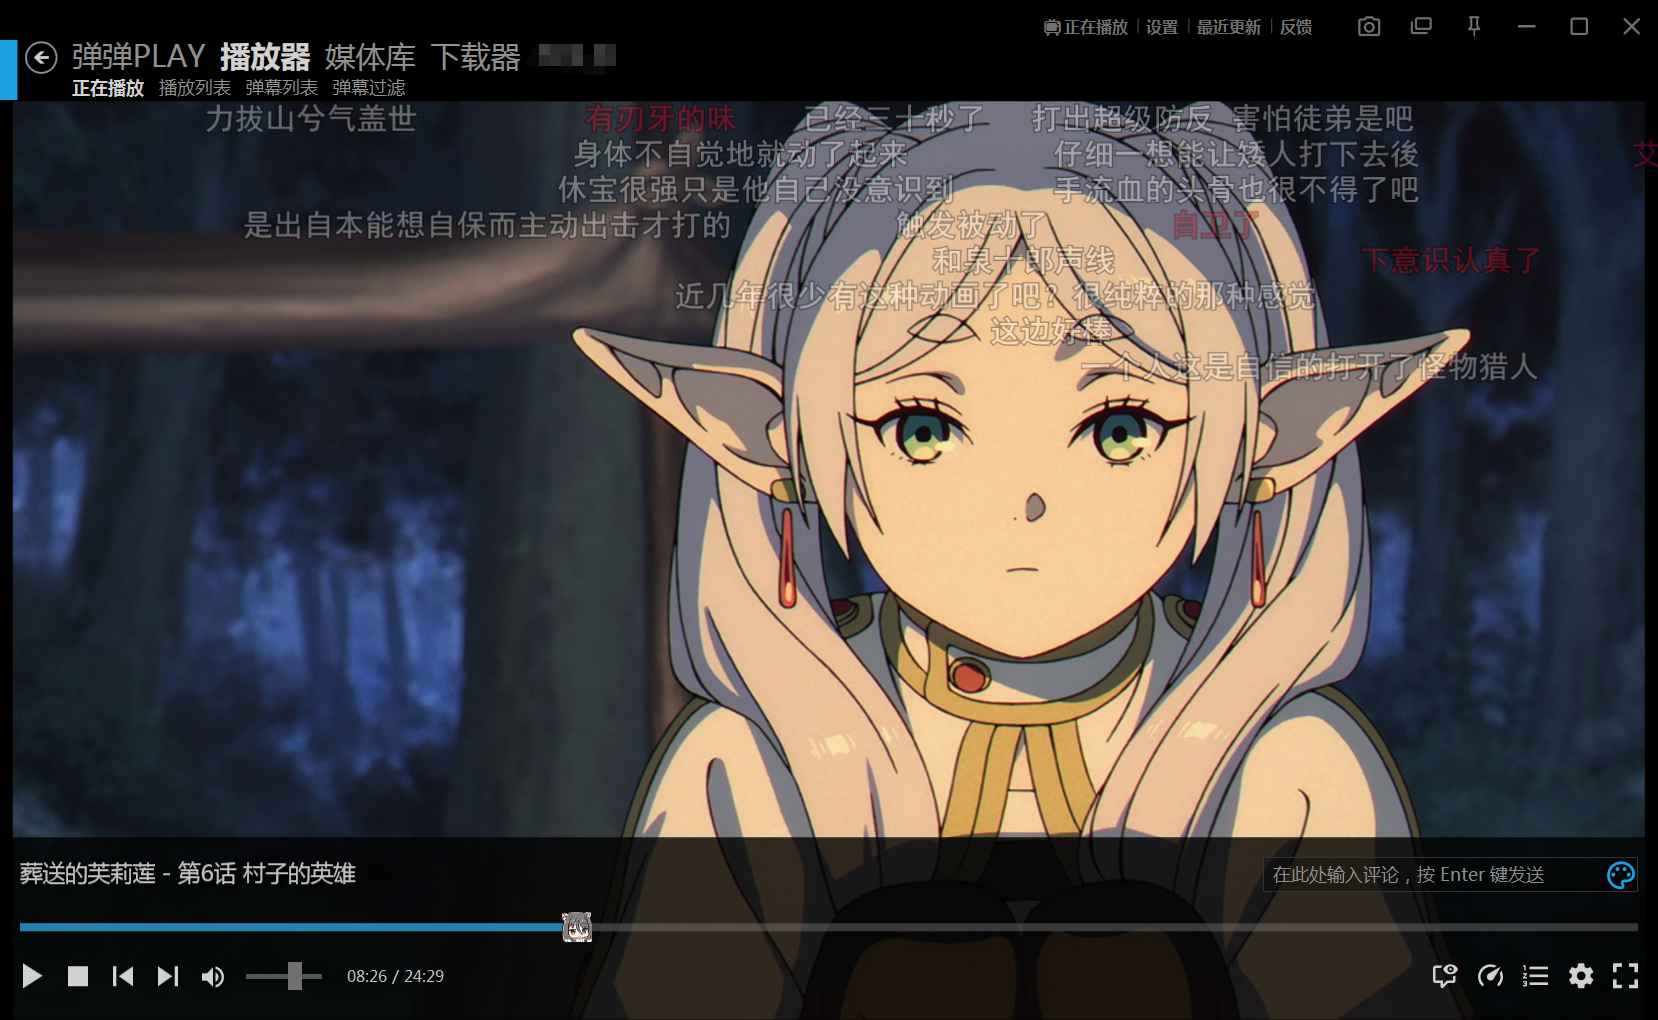 正在播放 设置 最近更新 反馈
弹弹PLAY 播放器 媒体库 下载器
正在播放 播放列表 弹幕列表 弹幕过滤
力拔山兮气盖世 有刃牙的味 已经三十秒了 打出超级防反 害怕徒弟是吧
身体不自觉地就动了起来 仔细一想能让矮人打下去後 艾
休宝很强只是他自己没意识到 手流血的头骨也很不得了吧
是出自本能想自保而主动出击才打的 触发被动了 自卫了
和泉十郎声线 下意识认真了
近几年很少有这种动画了吧？很纯粹的那种感觉
这边好棒
一个人这是自信的打开了怪物猎人
葬送的芙莉莲 - 第6话 村子的英雄
在此处输入评论，按 Enter 键发送
08:26 / 24:29